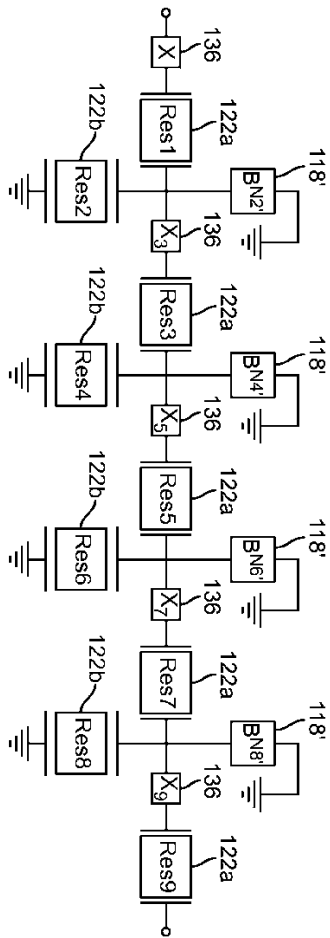 118' 118' 118' 118'
BN2' BN4' BN6' BN8'
136 122a 136 122a 136 122a 136 122a 136 122a
X Res1 X3 Res3 X5 Res5 X7 Res7 X9 Res9
122b 122b 122b 122b
Res2 Res4 Res6 Res8